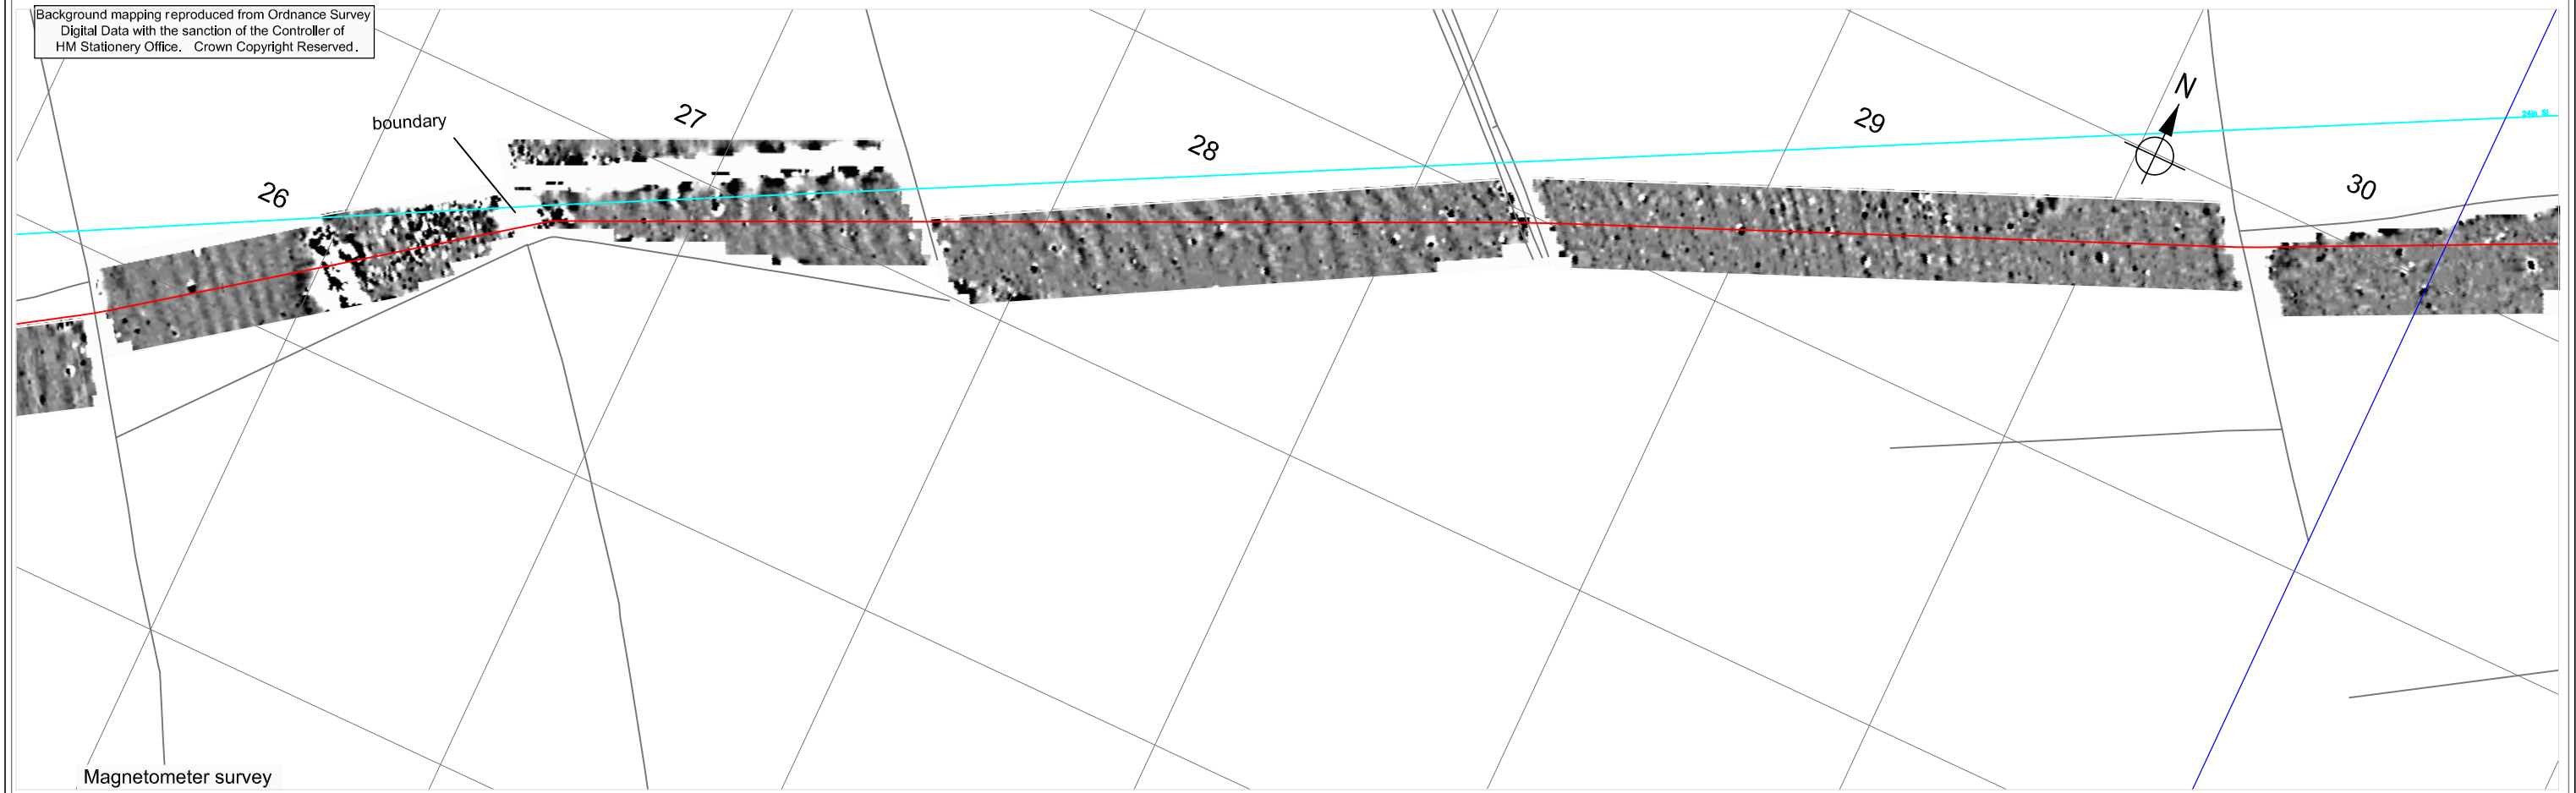 Background mapping reproduced from Ordnance Survey
Digital Data with the sanction of the Controller of
HM Stationery Office. Crown Copyright Reserved.
boundary
26
27
28
29
N
30
Magnetometer survey